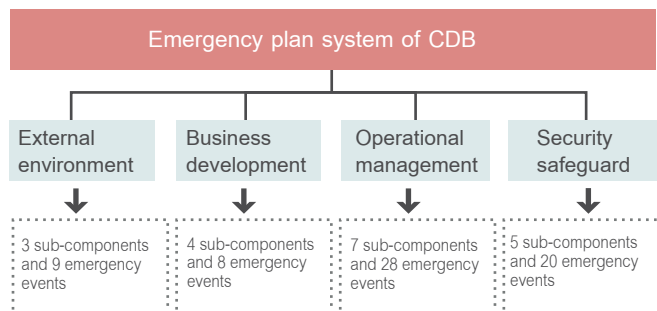 Emergency plan system of CDB
External
environment
Business
development
Operational
management
Security
safeguard
3 sub-components
and 9 emergency
events
4 sub-components
and 8 emergency
events
7 sub-components
and 28 emergency
events
5 sub-components
and 20 emergency
events